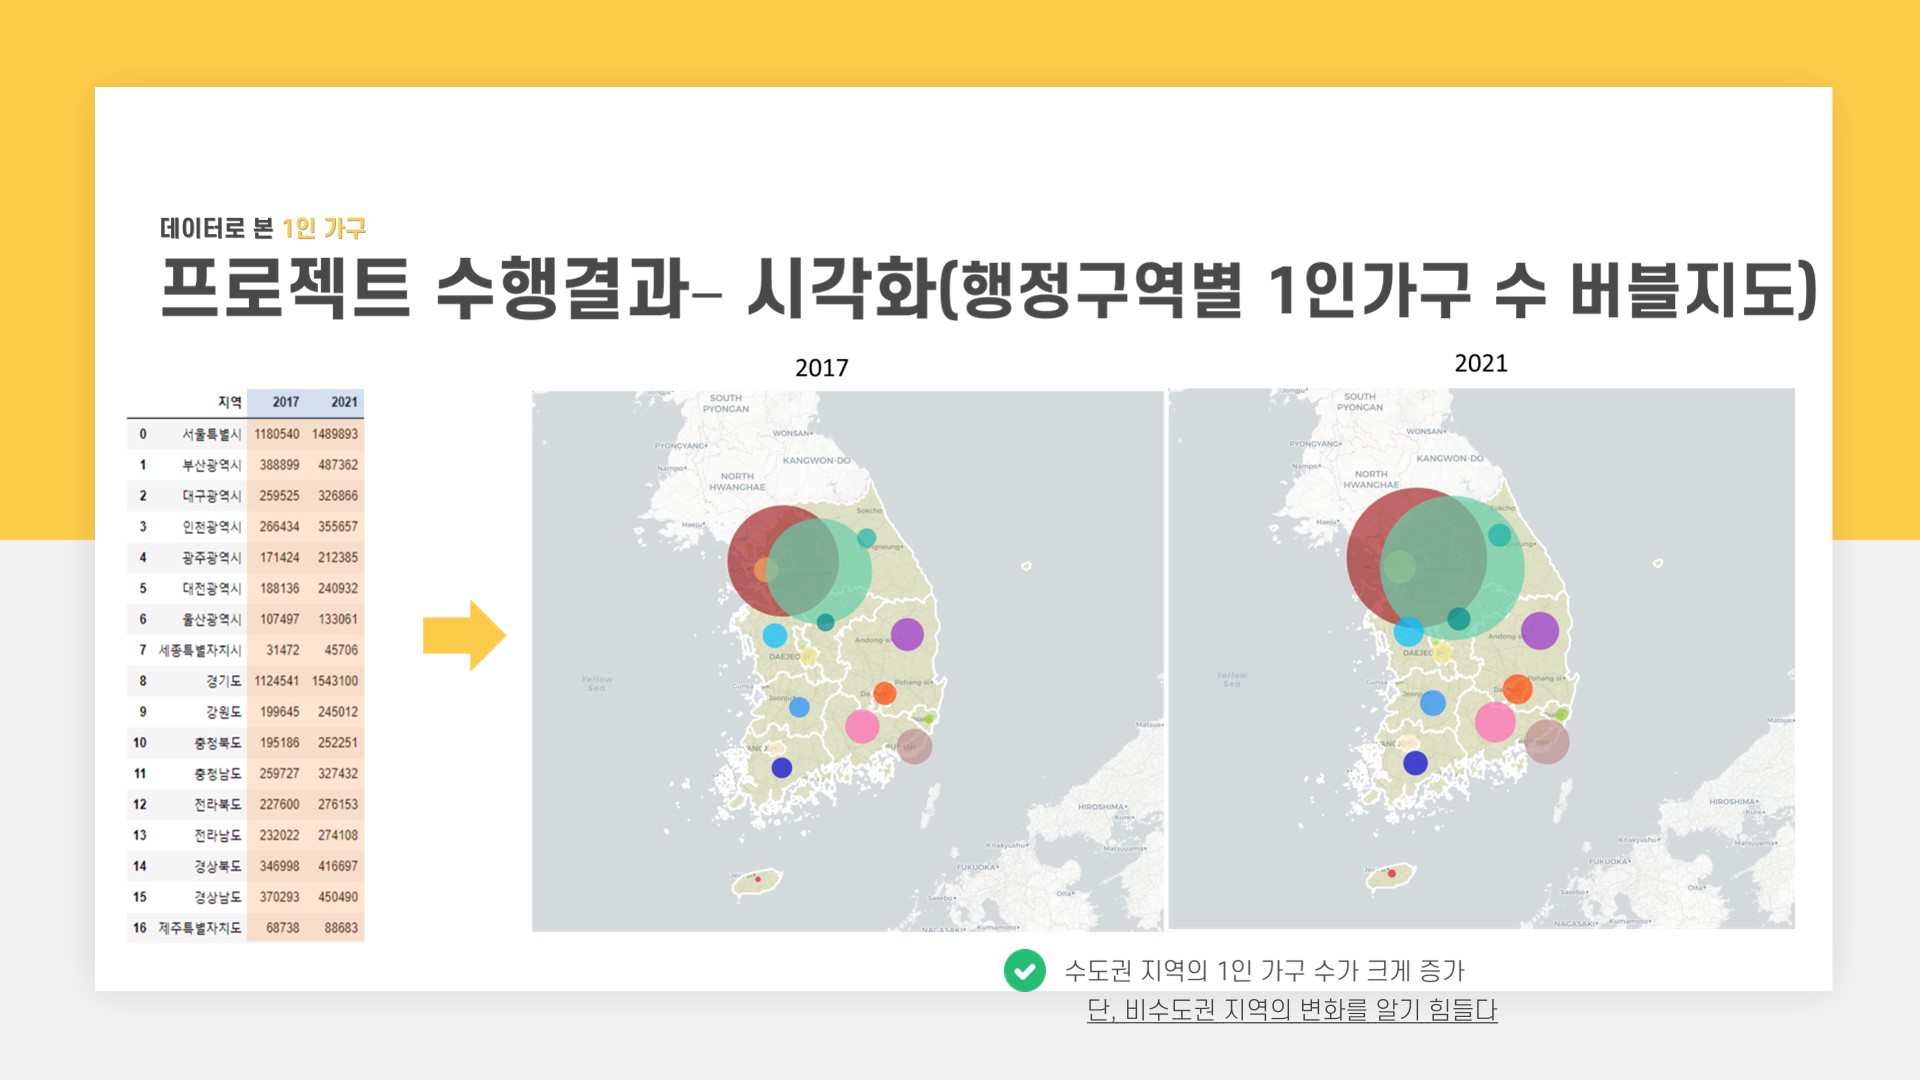 데이터로 본 1인 가구
프로젝트 수행결과– 시각화(행정구역별 1인가구 수 버블지도)
지역 2017 2021
0 서울특별시 1180540 1489893
1 부산광역시 388899 487362
2 대구광역시 259525 326866
3 인천광역시 266434 355657
4 광주광역시 171424 212385
5 대전광역시 188136 240932
6 울산광역시 107497 133061
7 세종특별자치시 31472 45706
8 경기도 1124541 1543100
9 강원도 199645 245012
10 충청북도 195186 252251
11 충청남도 259727 327432
12 전라북도 227600 276153
13 전라남도 232022 274108
14 경상북도 346998 416697
15 경상남도 370293 450490
16 제주특별자치도 68738 88683
2017
SOUTH
PYONGAN
WONSAN
PYONGYANG
KANGWON-DO
Nampo
NORTH
HWANGHAE
Haeju
Sokcho
Andong-si
DAEJEO
Yellow
Sea
Gunsa
Pohang-si
Jeonju
Matsue
HIROSHIMA
Kure
Kitakyushu
Matsuyama
FUKUOKA
Oita
Sasebo
NAGASAKI
Kumamoto
2021
SOUTH
PYONGAN
WONSAN
PYONGYANG
KANGWON-DO
Nampo
NORTH
HWANGHAE
Haeju
Sokcho
Andong-si
DAEJEO
Yellow
Sea
Gunsa
Pohang-si
Jeonju
Matsue
HIROSHIMA
Kure
Kitakyushu
Matsuyama
FUKUOKA
Oita
Sasebo
NAGASAKI
Kumamoto
수도권 지역의 1인 가구 수가 크게 증가
단, 비수도권 지역의 변화를 알기 힘들다